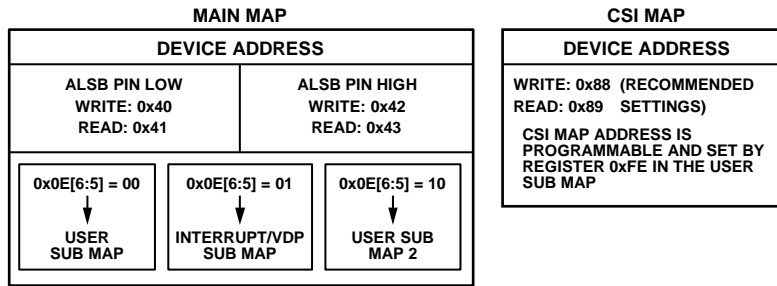 MAIN MAP
DEVICE ADDRESS
ALSB PIN LOW
WRITE: 0x40
READ: 0x41
ALSB PIN HIGH
WRITE: 0x42
READ: 0x43
0x0E[6:5] = 00
USER
SUB MAP
0x0E[6:5] = 01
INTERRUPT/VDP
SUB MAP
0x0E[6:5] = 10
USER SUB
MAP 2
CSI MAP
DEVICE ADDRESS
WRITE: 0x88 (RECOMMENDED
READ: 0x89 SETTINGS)
CSI MAP ADDRESS IS
PROGRAMMABLE AND SET BY
REGISTER 0xFE IN THE USER
SUB MAP